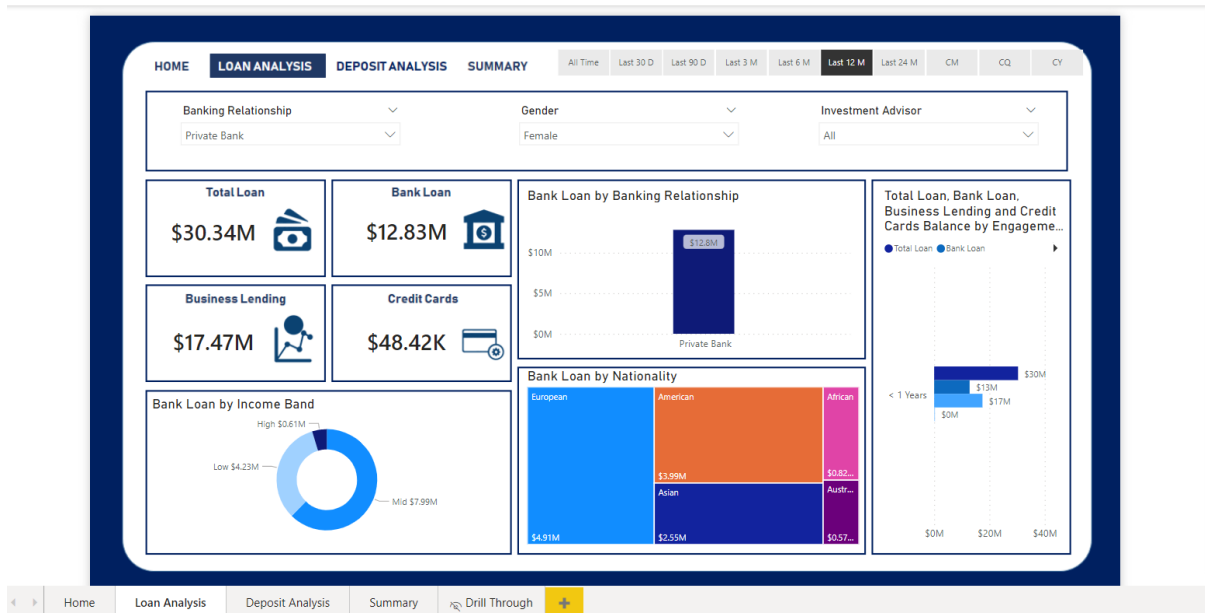 HOME
LOAN ANALYSIS
DEPOSIT ANALYSIS
SUMMARY
All Time
Last 30 D
Last 90 D
Last 3 M
Last 6 M
Last 12 M
Last 24 M
CM
CQ
CY
Banking Relationship
Private Bank
Gender
Female
Investment Advisor
All
Total Loan
$30.34M
Bank Loan
$12.83M
Business Lending
$17.47M
Credit Cards
$48.42K
Bank Loan by Banking Relationship
$12.8M
$10M
$5M
$0M
Private Bank
Total Loan, Bank Loan,
Business Lending and Credit
Cards Balance by Engageme...
Total Loan
Bank Loan
< 1 Years
$30M
$13M
$17M
$0M
$0M
$20M
$40M
Bank Loan by Income Band
High $0.61M
Low $4.23M
Mid $7.99M
Bank Loan by Nationality
European
$4.91M
American
$3.99M
Asian
$2.55M
African
$0.82...
Austr...
$0.57...
Home
Loan Analysis
Deposit Analysis
Summary
Drill Through
+